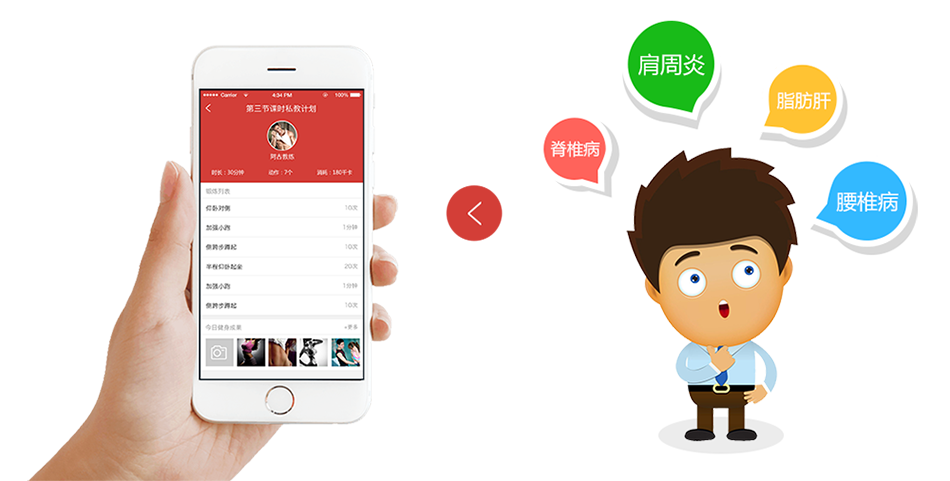 Carrier
4:34 PM
100%
第三节课时私教计划
阿古教练
时长：30分钟
动作：7个
消耗：180千卡
锻炼列表
仰卧对侧
10次
加强小跑
1分钟
侧跨步蹲起
10次
半程仰卧起坐
20次
加强小跑
1分钟
侧跨步蹲起
10次
今日健身成果
+更多
肩周炎
脂肪肝
脊椎病
腰椎病